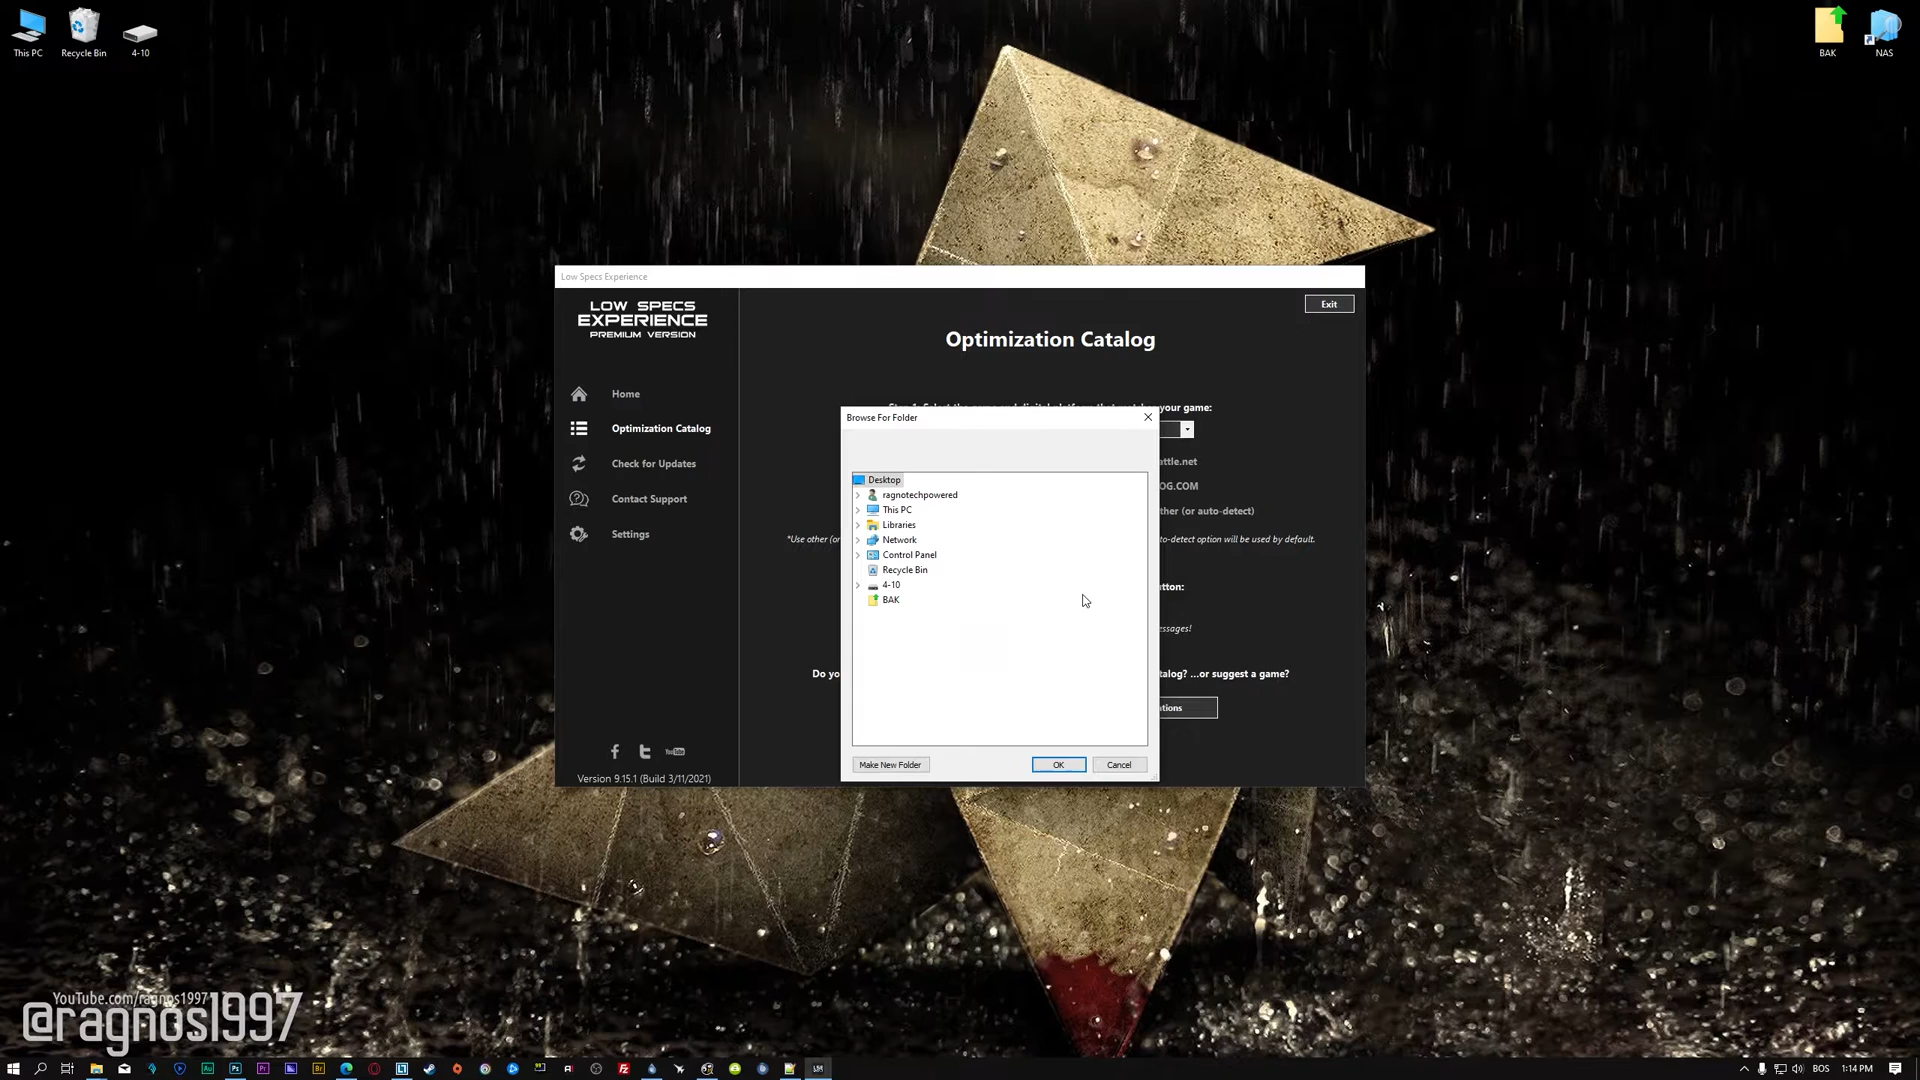 This PC
Recycle Bin
4-10
BAK
NAS
Low Specs Experience
LOW SPECS
EXPERIENCE
PREMIUM VERSION
Exit
Optimization Catalog
Home
Optimization Catalog
Check for Updates
Contact Support
Settings
your game:
attle.net
OG.COM
ther (or auto-detect)
*Use other (or
to-detect option will be used by default.
tton:
essages!
Do yo
atalog? ...or suggest a game?
ations
Browse For Folder
Desktop
ragnotechpowered
This PC
Libraries
Network
Control Panel
Recycle Bin
4-10
BAK
Make New Folder
OK
Cancel
Version 9.15.1 (Build 3/11/2021)
YouTube.com/ragnos1997
@ragnos1997
BOS
1:14 PM